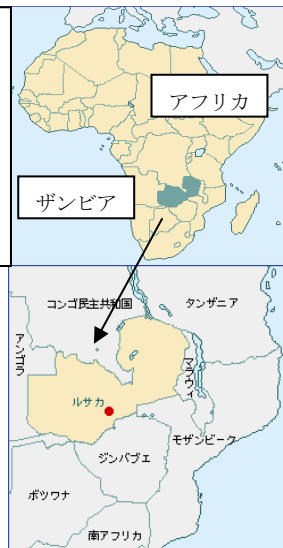 アフリカ
ザンビア
コンゴ民主共和国
タンザニア
アンゴラ
マラウィ
ルサカ
モザンビーク
ジンバブエ
ボツワナ
南アフリカ